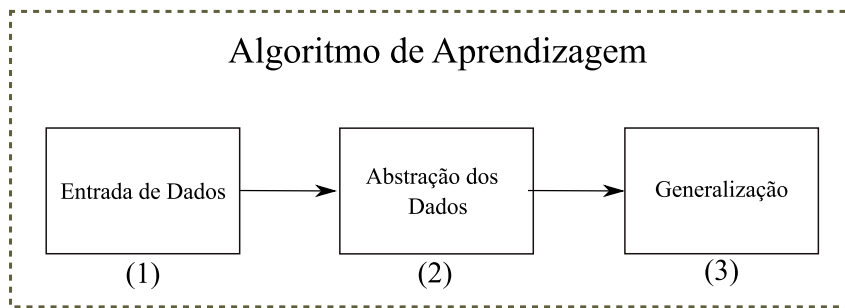 Algoritmo de Aprendizagem
Entrada de Dados
Abstração dos
Dados
Generalização
(1)
(2)
(3)